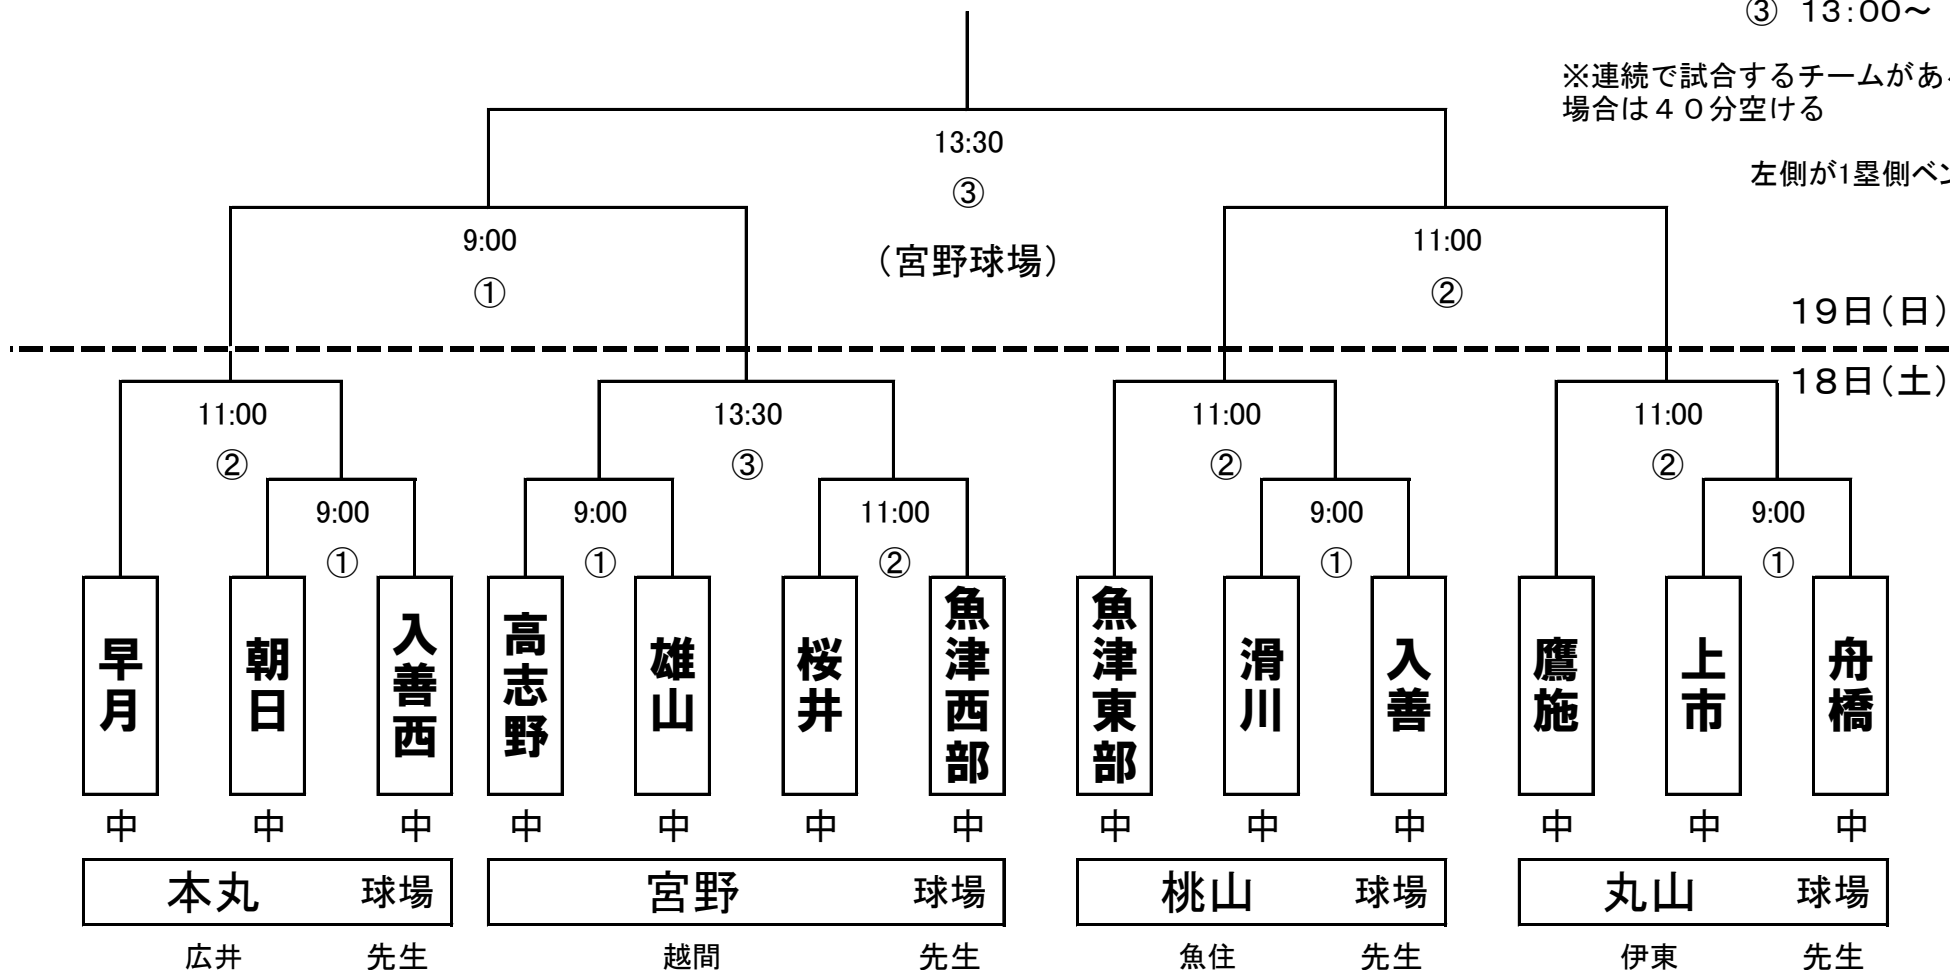 ③ 13:00～
※連続で試合するチームがあ
場合は４０分空ける
左側が1塁側ベ
13:30
③
（宮野球場）
9:00
①
11:00
②
19日（日）
18日（土）
11:00
②
13:30
③
11:00
②
11:00
②
9:00
①
9:00
①
11:00
②
9:00
①
9:00
①
早月
朝日
入善西
高志野
雄山
桜井
魚津西部
魚津東部
滑川
入善
鷹施
上市
舟橋
中 中 中 中 中 中 中 中 中 中 中 中 中
本丸 球場 宮野 球場 桃山 球場 丸山 球場
広井 先生 越間 先生 魚住 先生 伊東 先生